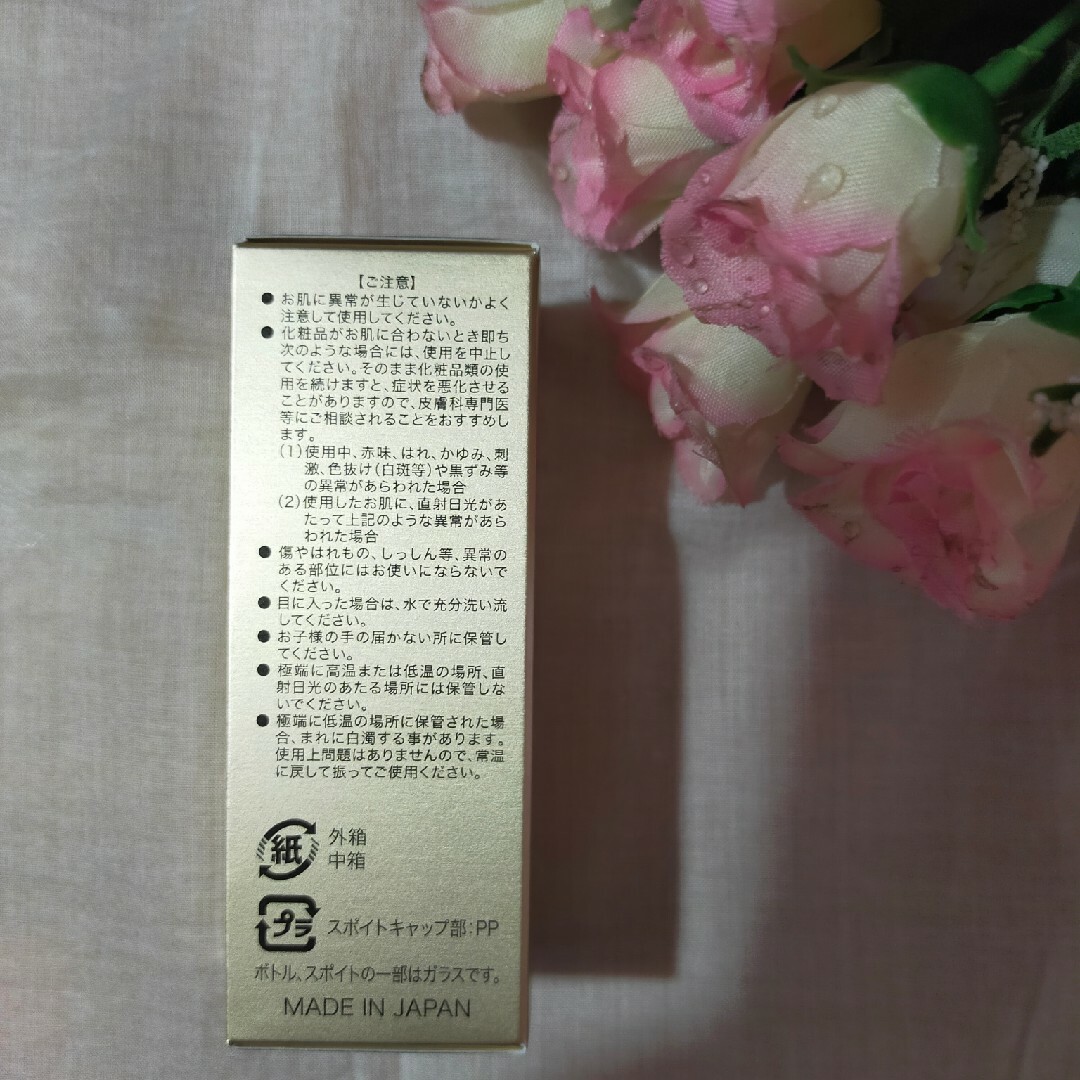 【ご注意】
● お肌に異常が生じていないかよく
注意して使用してください。
● 化粧品がお肌に合わないとき即ち
次のような場合には、使用を中止し
てください。そのまま化粧品類の使
用を続けますと、症状を悪化させる
ことがありますので、皮膚科専門医
等にご相談されることをおすすめし
ます。
(1)使用中、赤味、はれ、かゆみ、刺
激、色抜け(白斑等)や黒ずみ等
の異常があらわれた場合
(2)使用したお肌に、直射日光があ
たって上記のような異常があら
われた場合
● 傷やはれもの、しっしん等、異常の
ある部位にはお使いにならないで
ください。
● 目に入った場合は、水で充分洗い流
してください。
● お子様の手の届かない所に保管し
てください。
● 極端に高温または低温の場所、直
射日光のあたる場所には保管しな
いでください。
● 極端に低温の場所に保管された場
合、まれに白濁する事があります。
使用上問題はありませんので、常温
に戻して振ってご使用ください。
紙 外箱
中箱
プラ スポイトキャップ部:PP
ボトル、スポイトの一部はガラスです。
MADE IN JAPAN